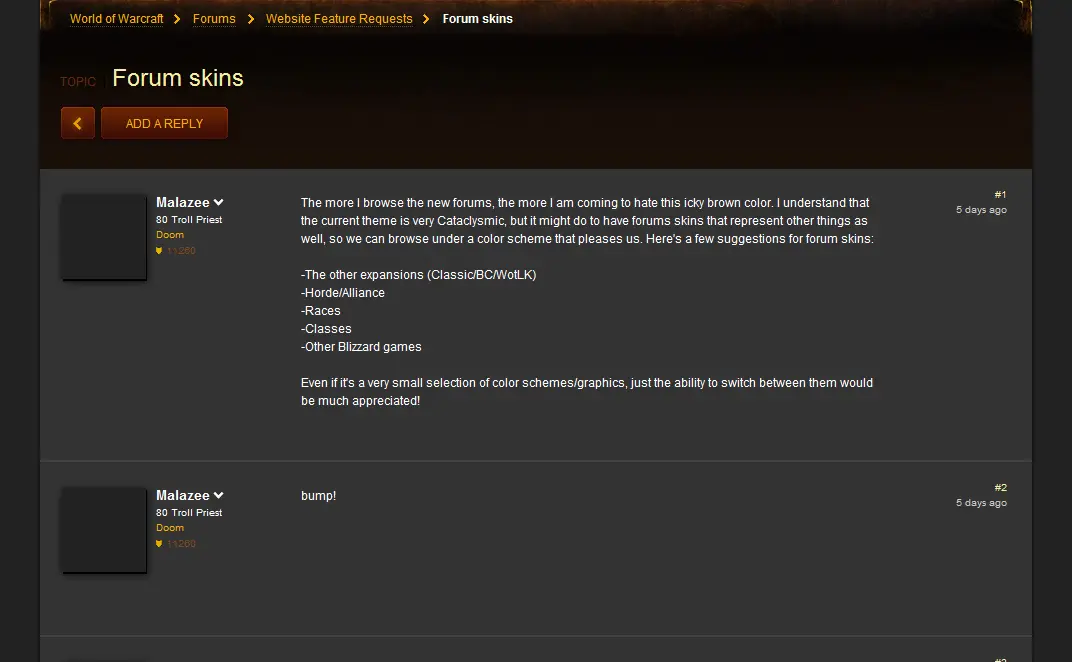 World of Warcraft > Forums > Website Feature Requests > Forum skins
TOPIC Forum skins
ADD A REPLY
Malazee
80 Troll Priest
Doom
11260
The more I browse the new forums, the more I am coming to hate this icky brown color. I understand that
the current theme is very Cataclysmic, but it might do to have forums skins that represent other things as
well, so we can browse under a color scheme that pleases us. Here's a few suggestions for forum skins:
-The other expansions (Classic/BC/WotLK)
-Horde/Alliance
-Races
-Classes
-Other Blizzard games
Even if it's a very small selection of color schemes/graphics, just the ability to switch between them would
be much appreciated!
#1
5 days ago
Malazee
80 Troll Priest
Doom
11260
bump!
#2
5 days ago